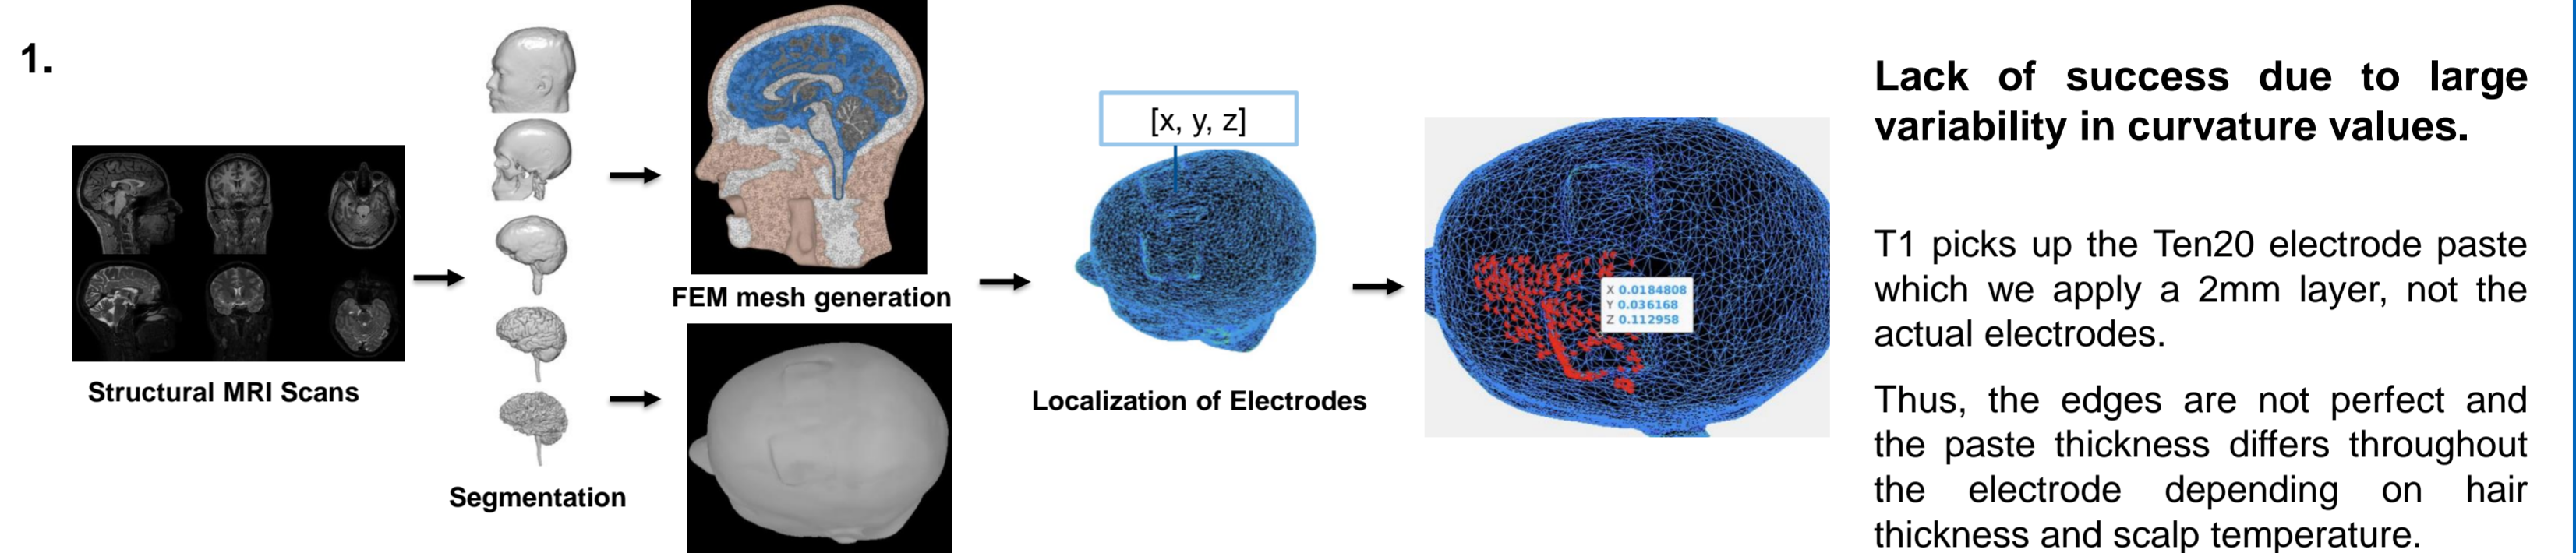 1.
Structural MRI Scans
Segmentation
FEM mesh generation
[x, y, z]
Localization of Electrodes
X 0.0184808
Y 0.036168
Z 0.112958
Lack of success due to large
variability in curvature values.
T1 picks up the Ten20 electrode paste
which we apply a 2mm layer, not the
actual electrodes.
Thus, the edges are not perfect and
the paste thickness differs throughout
the electrode depending on hair
thickness and scalp temperature.